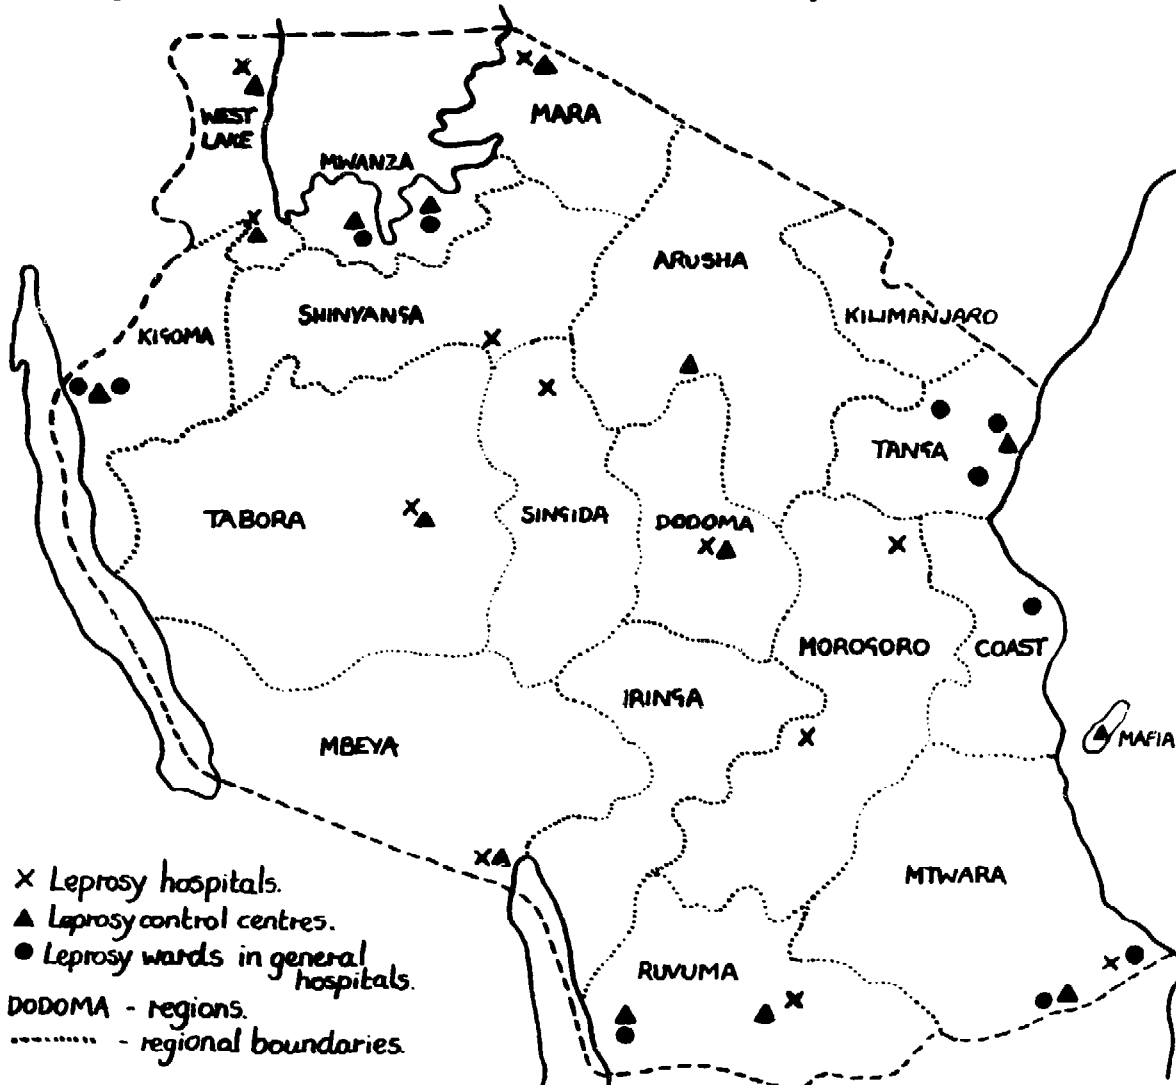 MARA
WEST
LAKE
MWANZA
ARUSHA
SHINYANGA
KILIMANJARO
KIGOMA
TANGA
TABORA
SINGIDA
DODOMA
MOROGORO
COAST
IRINGA
MBEYA
MAFIA
MTWARA
RUVUMA
× Leprosy hospitals.
▲ Leprosy control centres.
● Leprosy wards in general
hospitals.
DODOMA - regions.
......... - regional boundaries.